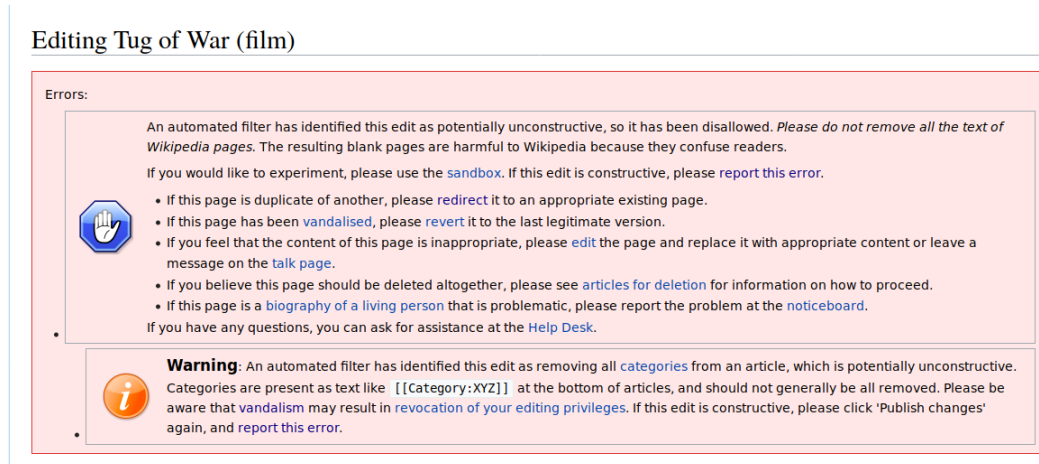 Editing Tug of War (film)
Errors:
An automated filter has identified this edit as potentially unconstructive, so it has been disallowed. Please do not remove all the text of
Wikipedia pages. The resulting blank pages are harmful to Wikipedia because they confuse readers.
If you would like to experiment, please use the sandbox. If this edit is constructive, please report this error.
• If this page is duplicate of another, please redirect it to an appropriate existing page.
• If this page has been vandalised, please revert it to the last legitimate version.
• If you feel that the content of this page is inappropriate, please edit the page and replace it with appropriate content or leave a
message on the talk page.
• If you believe this page should be deleted altogether, please see articles for deletion for information on how to proceed.
• If this page is a biography of a living person that is problematic, please report the problem at the noticeboard.
If you have any questions, you can ask for assistance at the Help Desk.
Warning: An automated filter has identified this edit as removing all categories from an article, which is potentially unconstructive.
Categories are present as text like [[Category:XYZ]] at the bottom of articles, and should not generally be all removed. Please be
aware that vandalism may result in revocation of your editing privileges. If this edit is constructive, please click 'Publish changes'
again, and report this error.